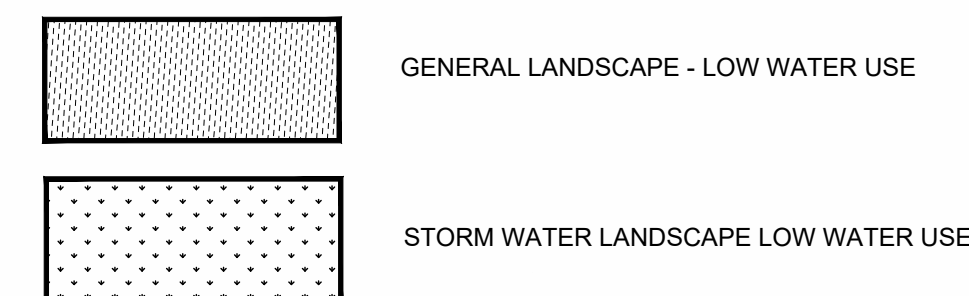 GENERAL LANDSCAPE - LOW WATER USE
STORM WATER LANDSCAPE LOW WATER USE